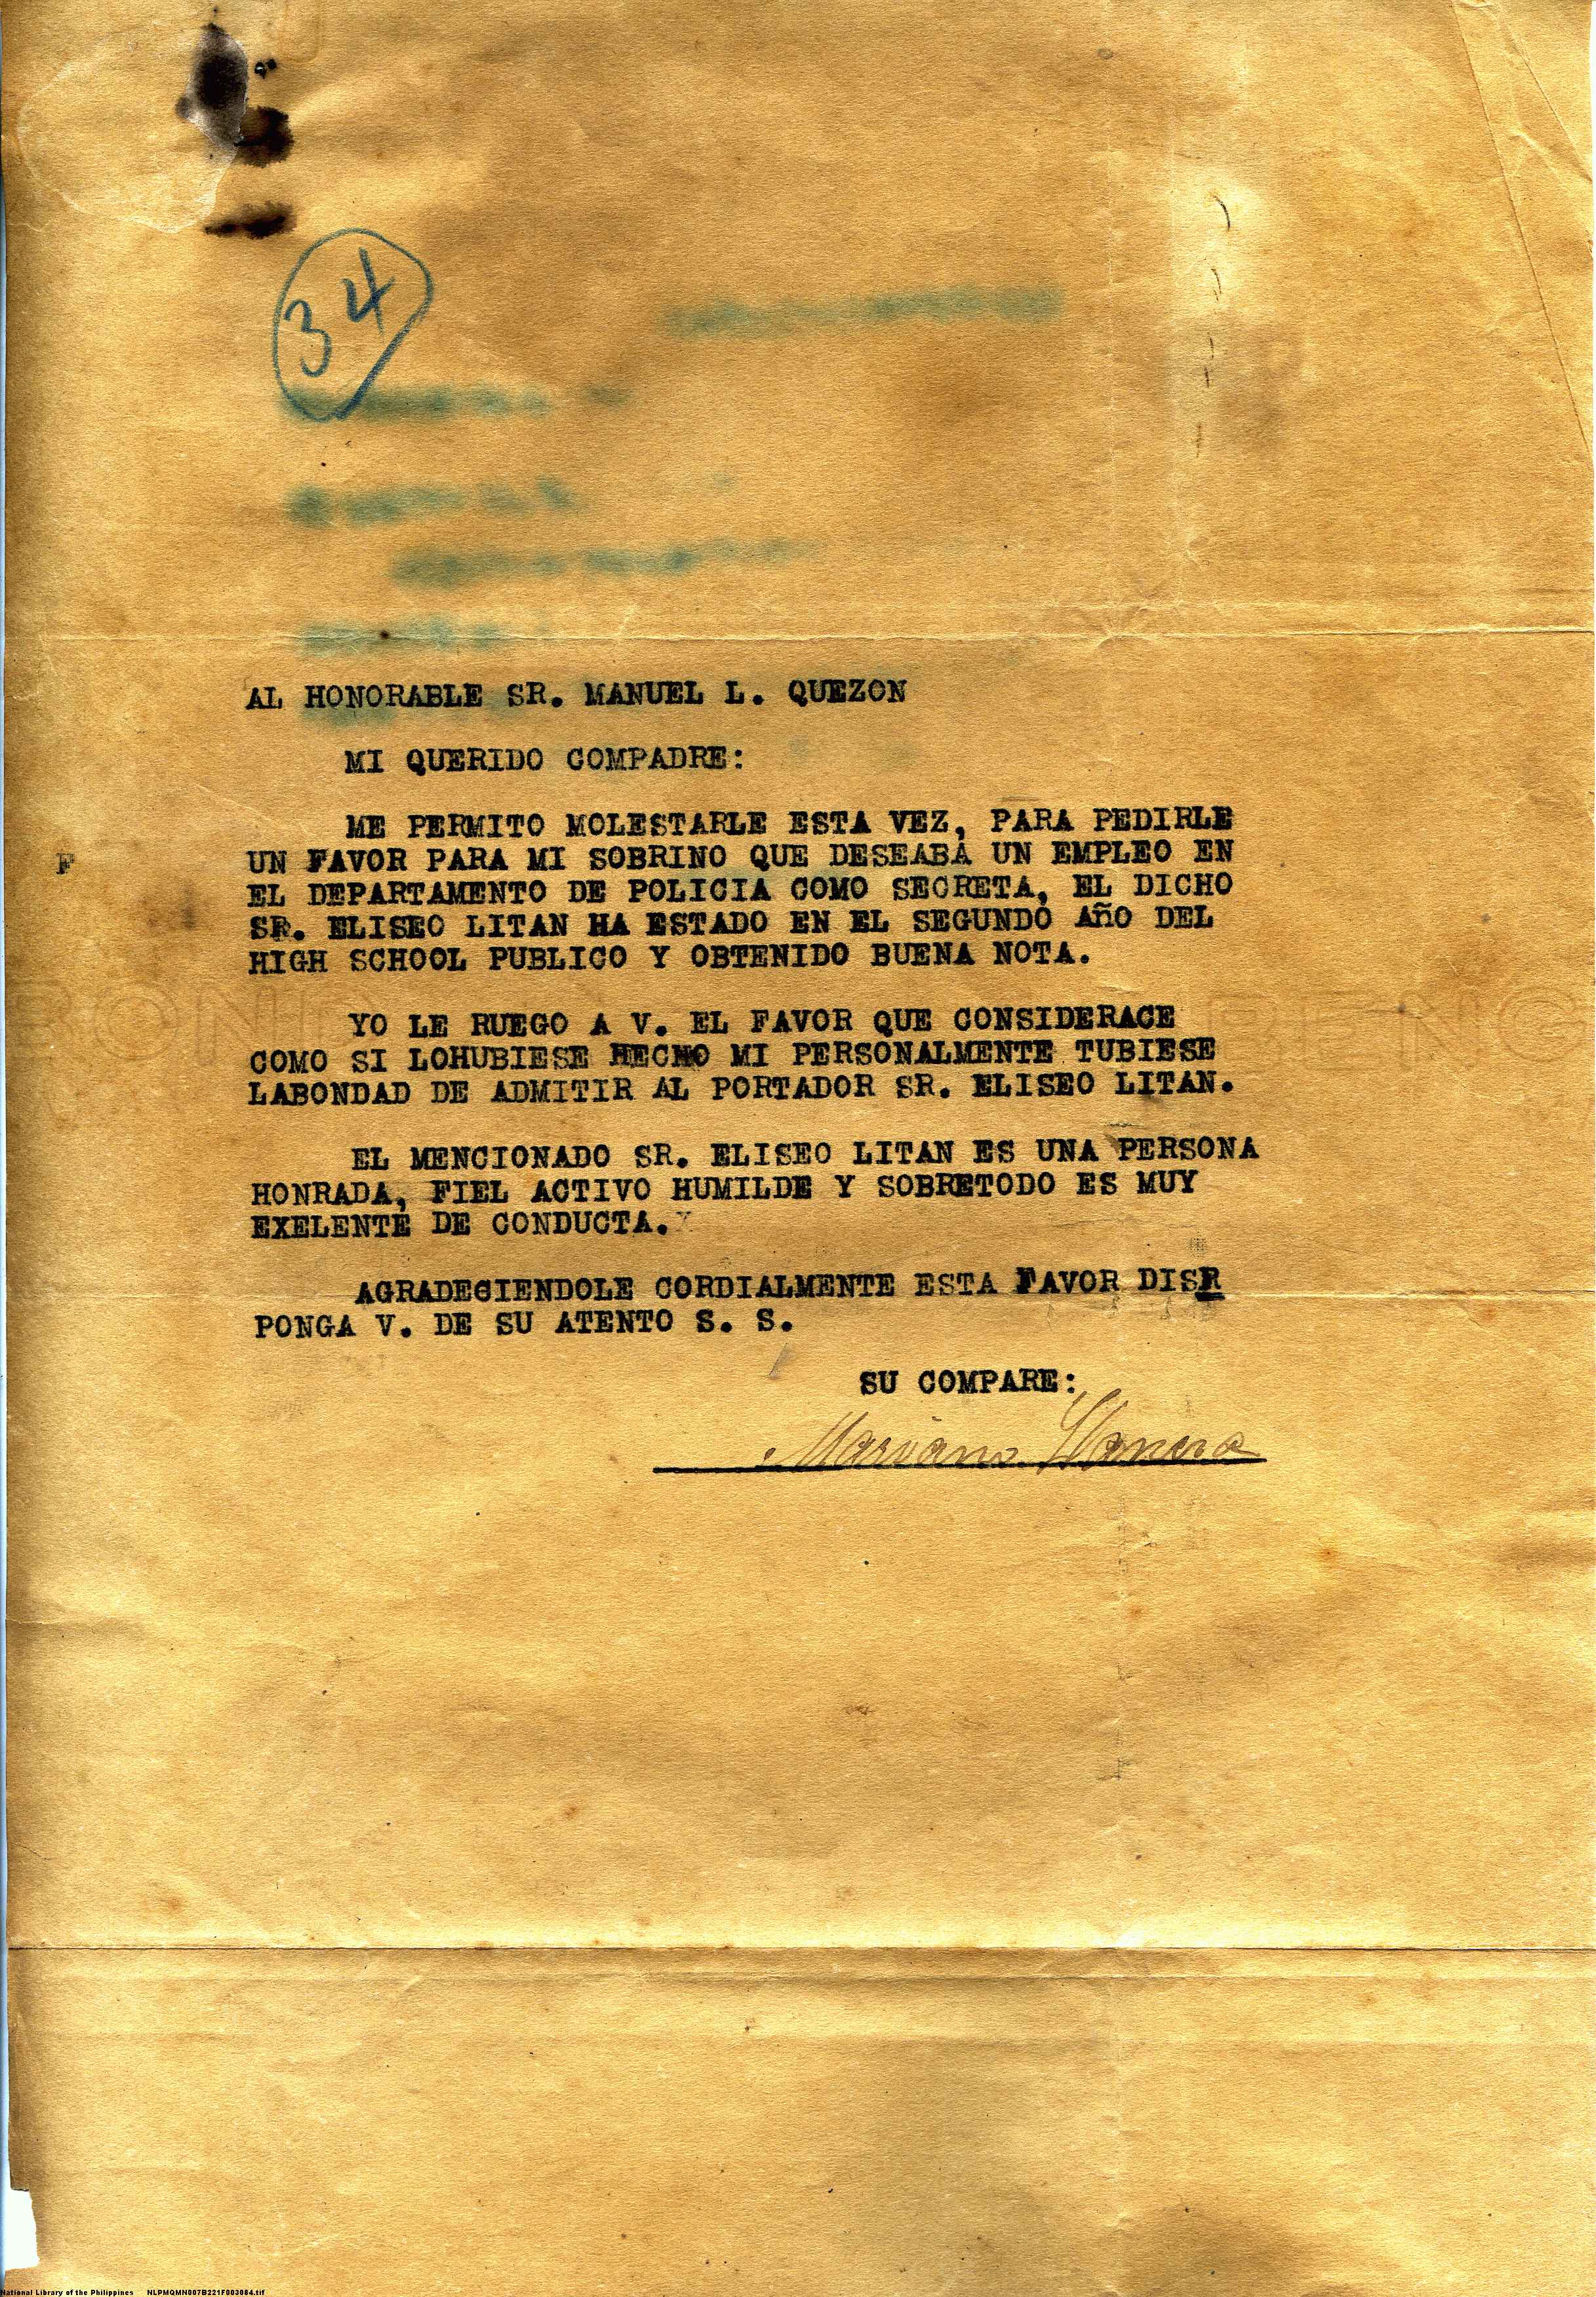 34
AL HONORABLE SR. MANUEL L. QUEZON
MI QUERIDO COMPADRE:
ME PERMITO MOLESTARLE ESTA VEZ, PARA PEDIRLE
F
UN FAVOR PARA MI SOBRINO QUE DESEABA UN EMPLEO EN
EL DEPARTAMENTO DE POLICIA COMO SECRETA, EL DICHO
SR. ELISEO LITAN HA ESTADO EN EL SEGUNDO AñO DEL
HIGH SCHOOL PUBLICO Y OBTENIDO BUENA NOTA.
YO LE RUEGO A V. EL FAVOR QUE CONSIDERACE
COMO SI LOHUBIESE HECHO MI PERSONALMENTE TUBIESE
LABONDAD DE ADMITIR AL PORTADOR SR. ELISEO LITAN.
EL MENCIONADO SR. ELISEO LITAN ES UNA PERSONA
HONRADA, FIEL ACTIVO HUMILDE Y SOBRETODO ES MUY
EXELENTE DE CONDUCTA.
AGRADECIENDOLE CORDIALMENTE ESTA FAVOR DIS
PONGA V. DE SU ATENTO S. S.
SU COMPARE:
Mariano Llanera
National Library of the Philippines NLPMQMN007B221F003084.tif